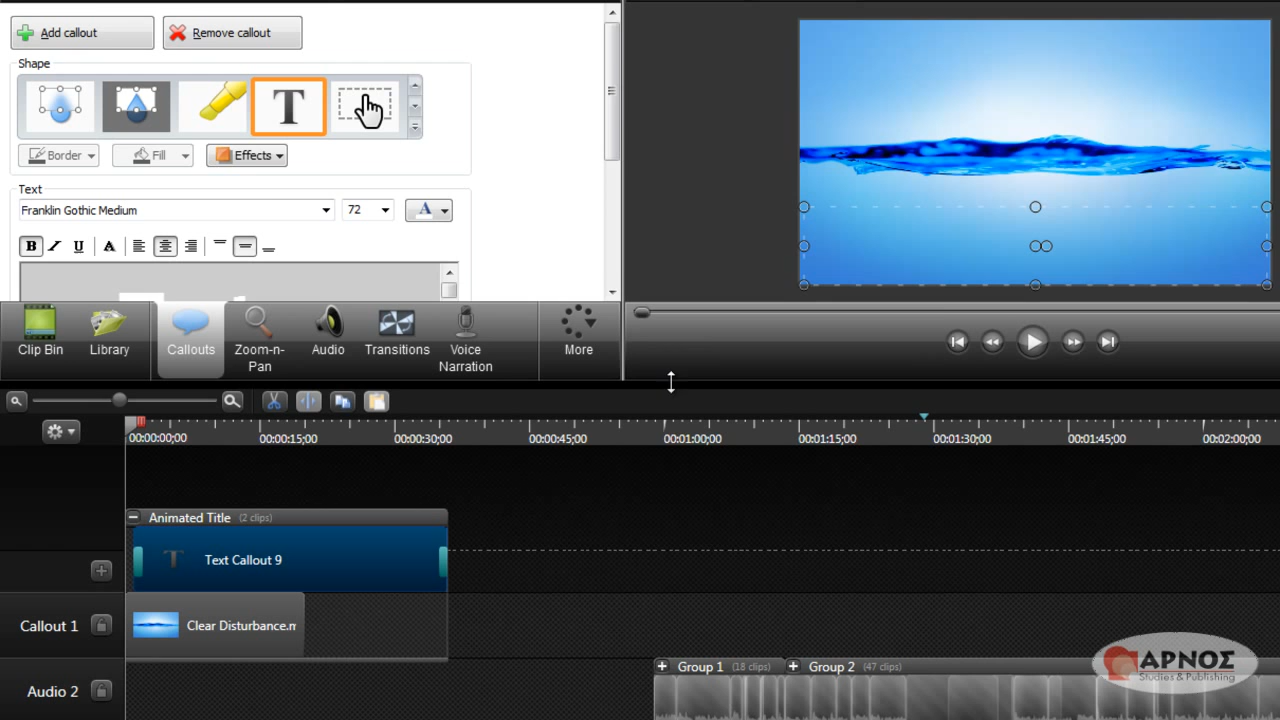 Add callout
Remove callout
Shape
T
Border
Fill
Effects
Text
Franklin Gothic Medium
72
A
B I U A
Clip Bin
Library
Callouts
Zoom-n-
Pan
Audio
Transitions
Voice
Narration
More
00:00:00;00
00:00:15;00
00:00:30;00
00:00:45;00
00:01:00;00
00:01:15;00
00:01:30;00
00:01:45;00
00:02:00;00
Animated Title (2 clips)
T Text Callout 9
Callout 1
Clear Disturbance.m
Group 1 (18 clips)
Group 2 (47 clips)
Audio 2
ΑΡΝΟΣ
Studies & Publishing